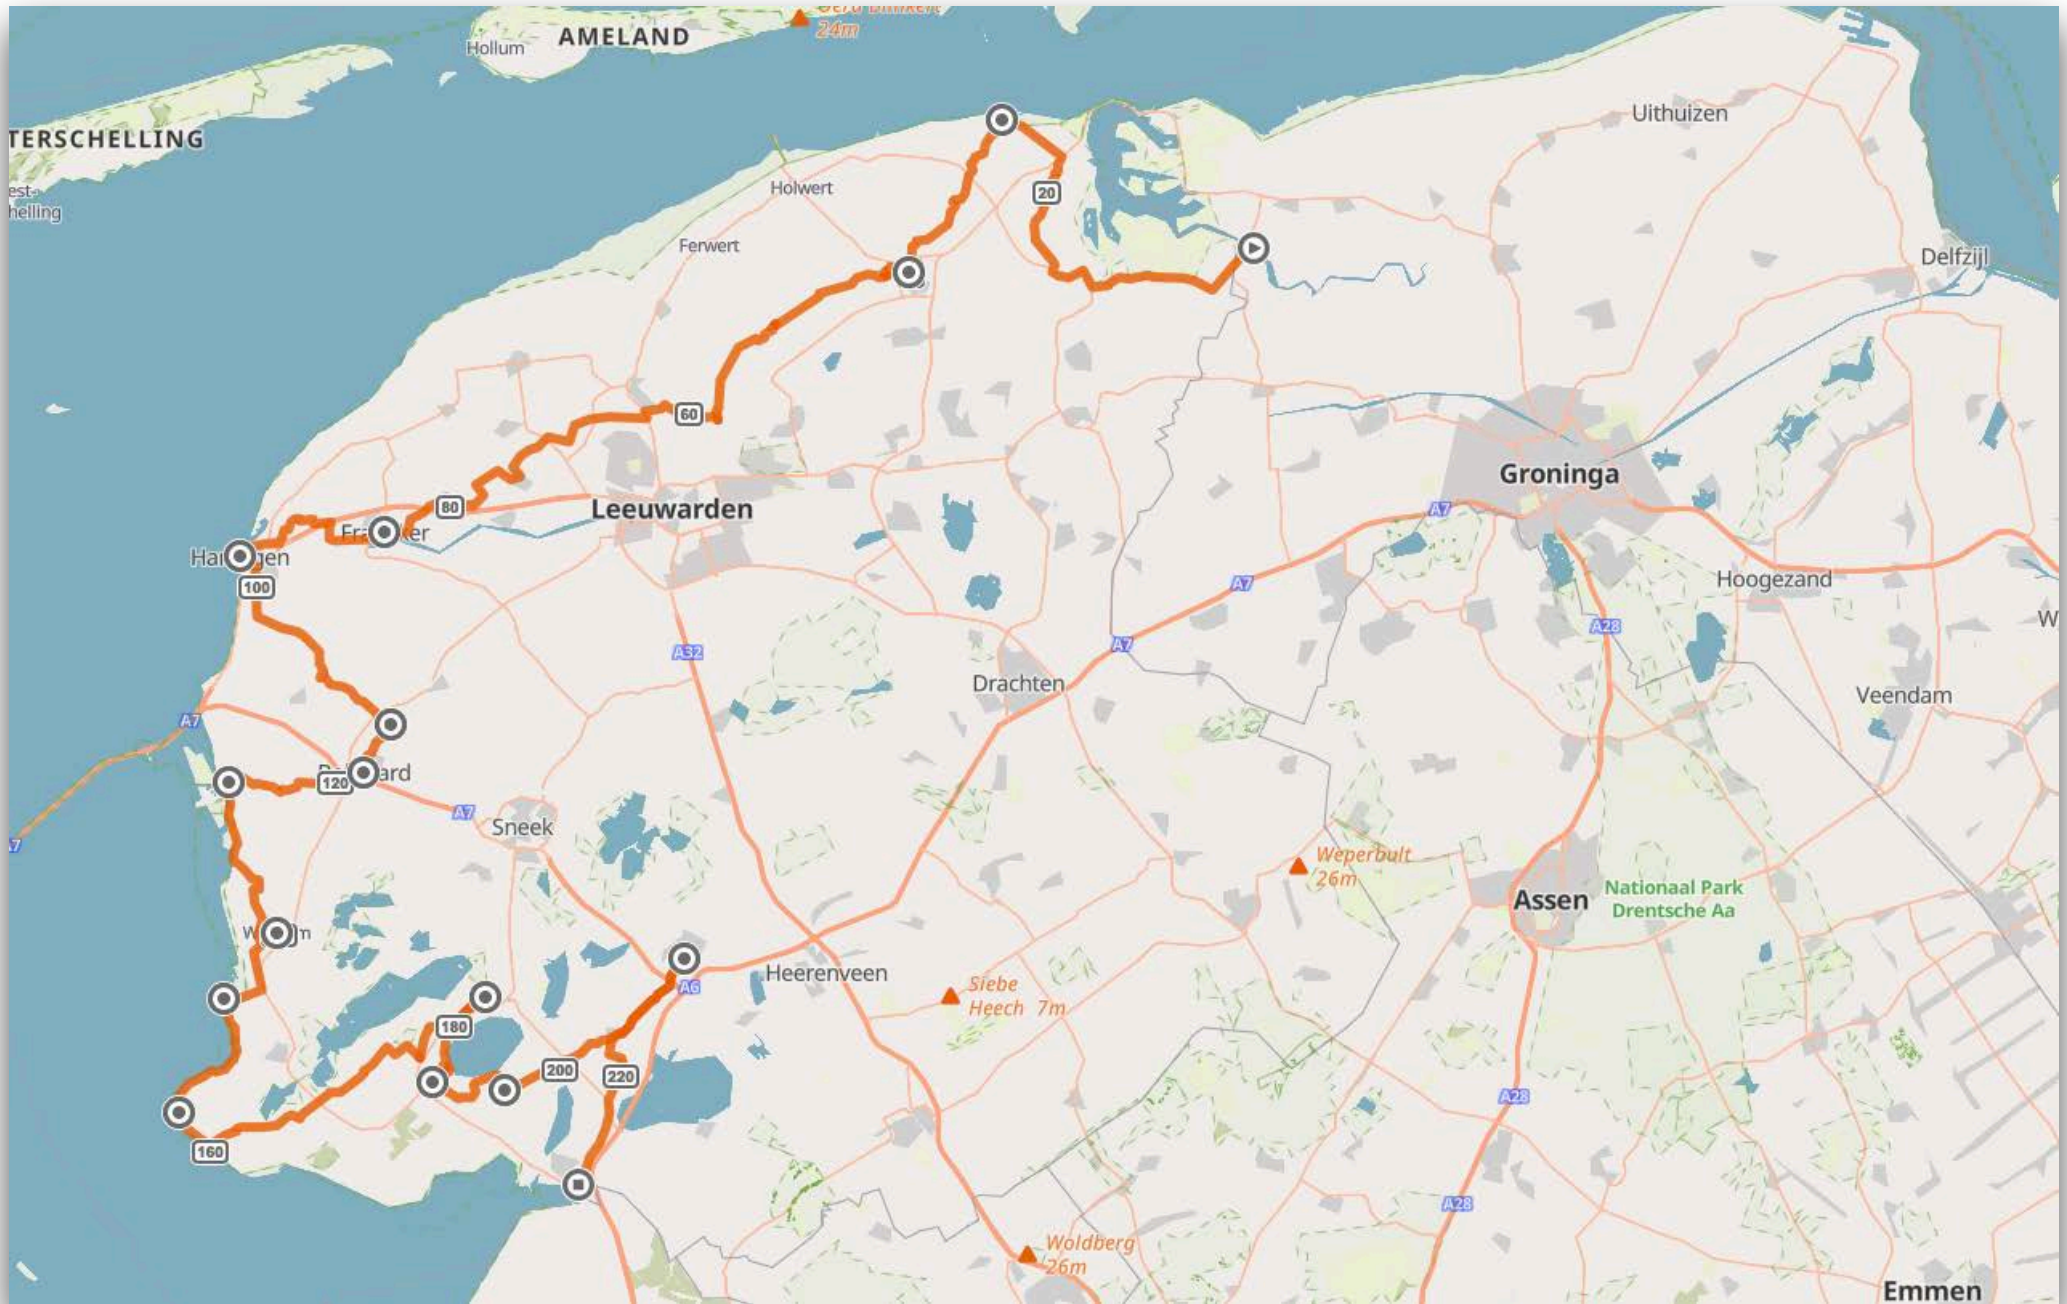 24m
Hollum
AMELAND
TERSCHELLING
Uithuizen
20
Holwert
Ferwert
Delfzijl
60
Groninga
80
Leeuwarden
A7
100
A7
Hoogezand
A28
A7
A32
Drachten
Veendam
A7
120
A7
Sneek
A7
Weperbult
26m
Nationaal Park
Drentsche Aa
Assen
Heerenveen
A6
Siebe
Heech 7m
180
200
220
A28
160
A28
Woldberg
26m
Emmen